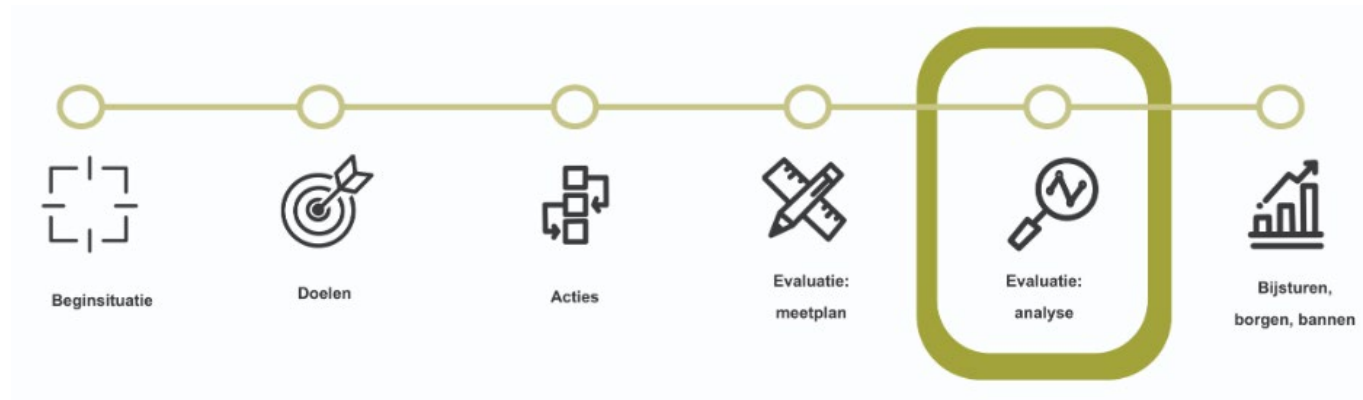 Beginsituatie
Doelen
Acties
Evaluatie:
meetplan
Evaluatie:
analyse
Bijsturen,
borgen, bannen